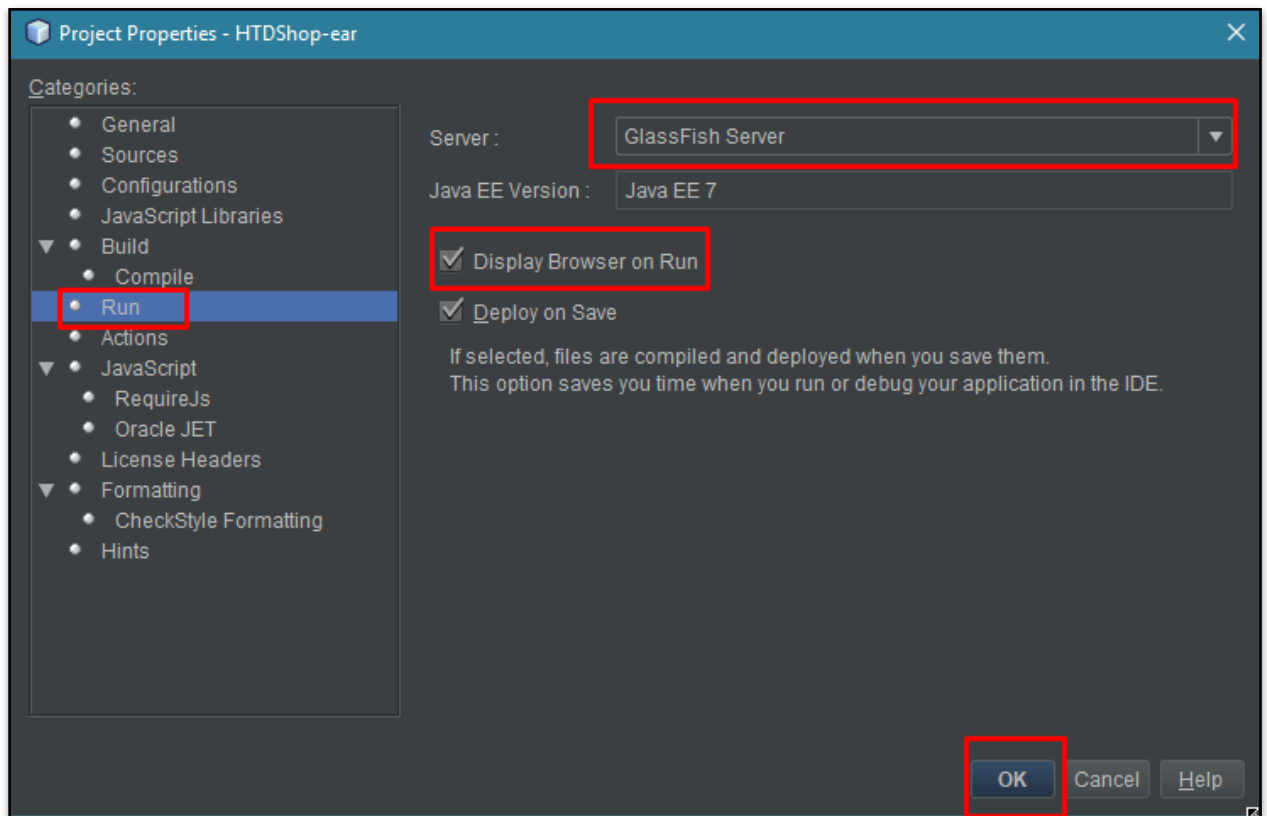 Project Properties - HTDShop-ear
Categories:
General
Sources
Configurations
JavaScript Libraries
Build
Compile
Run
Actions
JavaScript
RequireJs
Oracle JET
License Headers
Formatting
CheckStyle Formatting
Hints
Server :
GlassFish Server
Java EE Version :
Java EE 7
Display Browser on Run
Deploy on Save
If selected, files are compiled and deployed when you save them.
This option saves you time when you run or debug your application in the IDE.
OK
Cancel
Help